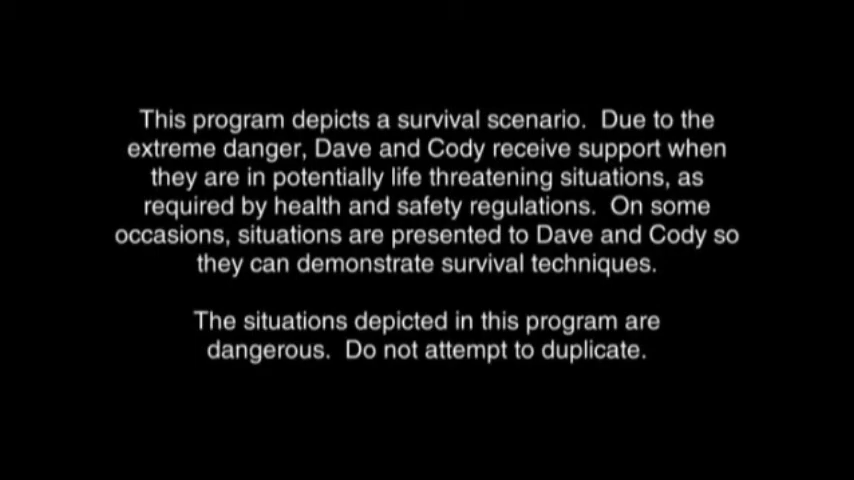 This program depicts a survival scenario.  Due to the
extreme danger, Dave and Cody receive support when
they are in potentially life threatening situations, as
required by health and safety regulations.  On some
occasions, situations are presented to Dave and Cody so
they can demonstrate survival techniques.
The situations depicted in this program are
dangerous.  Do not attempt to duplicate.